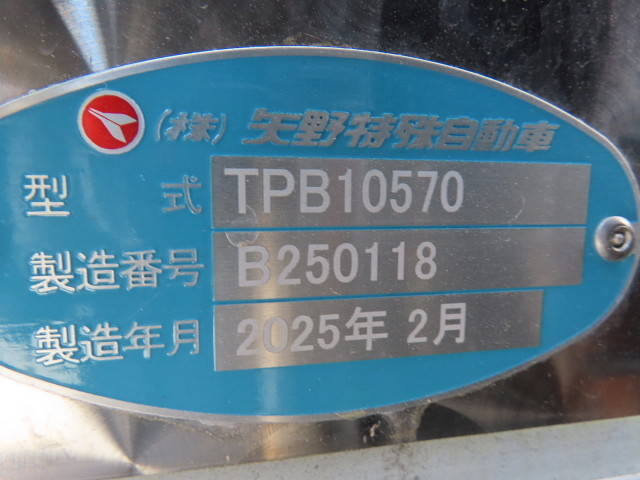 (株)矢野特殊自動車
型式 TPB10570
製造番号 B250118
製造年月 2025年 2月